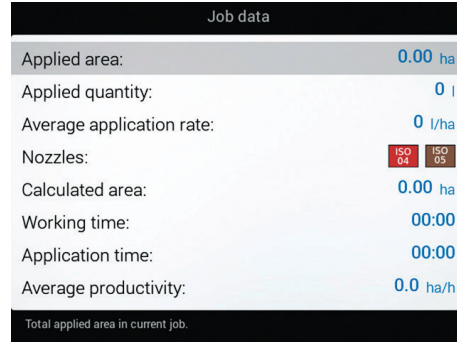 Job data
Applied area: 0.00 ha
Applied quantity: 0 l
Average application rate: 0 l/ha
Nozzles: ISO 04 ISO 05
Calculated area: 0.00 ha
Working time: 00:00
Application time: 00:00
Average productivity: 0.0 ha/h
Total applied area in current job.